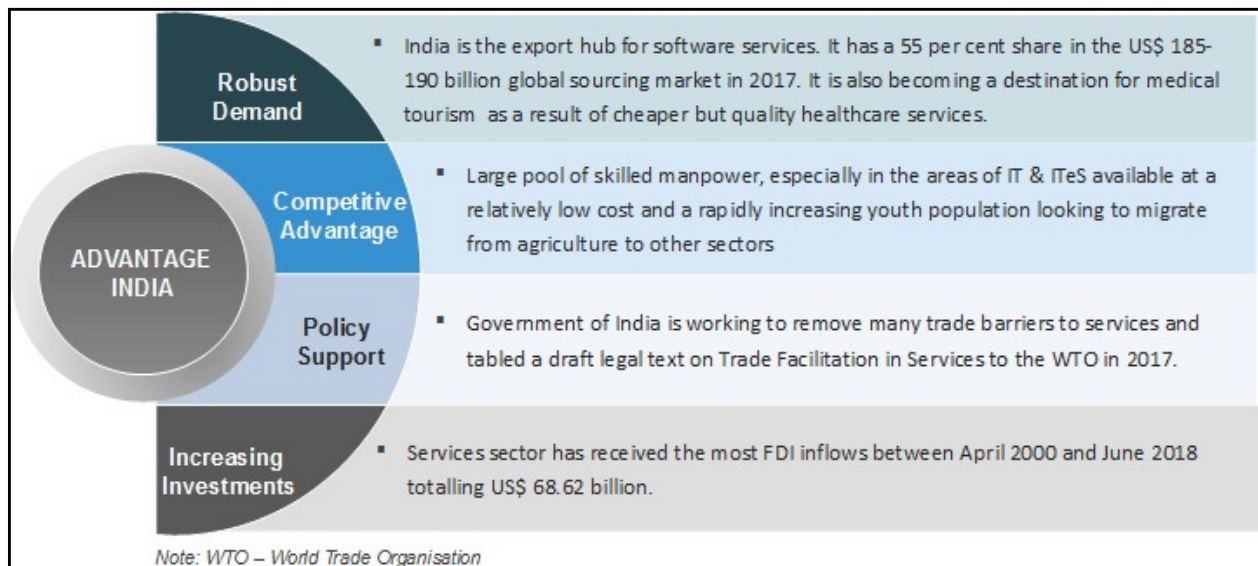 ADVANTAGE
INDIA
Robust
Demand
▪ India is the export hub for software services. It has a 55 per cent share in the US$ 185-
190 billion global sourcing market in 2017. It is also becoming a destination for medical
tourism as a result of cheaper but quality healthcare services.
Competitive
Advantage
▪ Large pool of skilled manpower, especially in the areas of IT & ITeS available at a
relatively low cost and a rapidly increasing youth population looking to migrate
from agriculture to other sectors
Policy
Support
▪ Government of India is working to remove many trade barriers to services and
tabled a draft legal text on Trade Facilitation in Services to the WTO in 2017.
Increasing
Investments
▪ Services sector has received the most FDI inflows between April 2000 and June 2018
totalling US$ 68.62 billion.
Note: WTO – World Trade Organisation